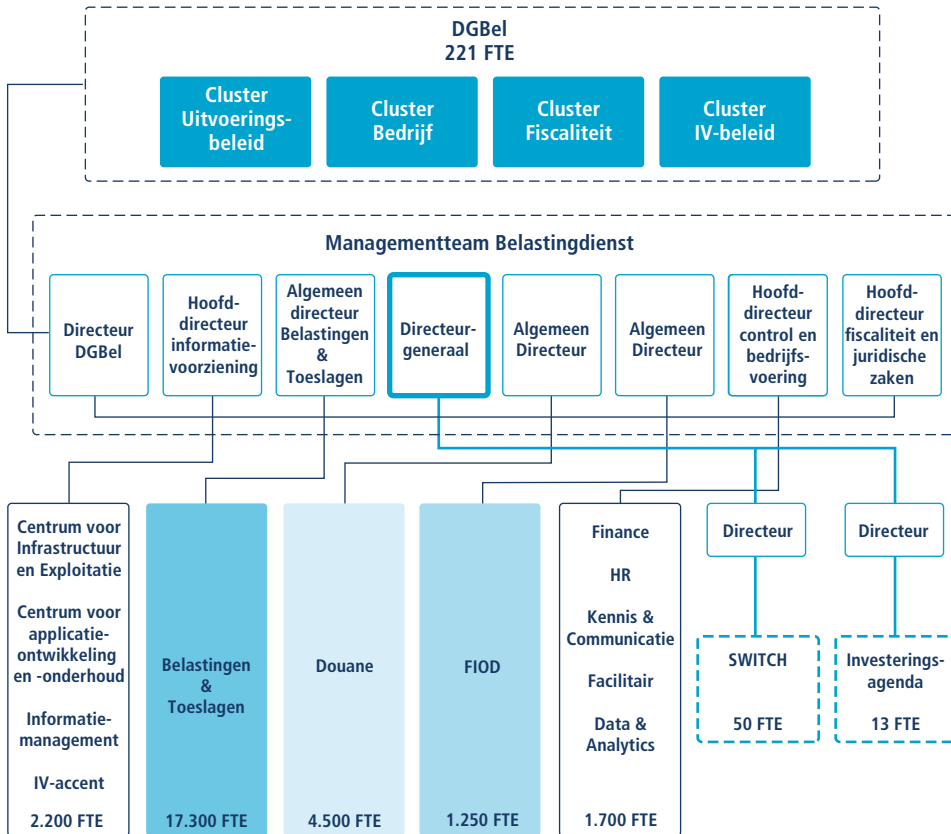 DGBel
221 FTE
Cluster
Uitvoerings-
beleid
Cluster
Bedrijf
Cluster
Fiscaliteit
Cluster
IV-beleid
Managementteam Belastingdienst
Directeur
DGBel
Hoofd-
directeur
informatie-
voorziening
Algemeen
directeur
Belastingen
&
Toeslagen
Directeur-
generaal
Algemeen
Directeur
Algemeen
Directeur
Hoofd-
directeur
control en
bedrijfs-
voering
Hoofd-
directeur
fiscaliteit en
juridische
zaken
Centrum voor
Infrastructuur
en Exploitatie
Centrum voor
applicatie-
ontwikkeling
en -onderhoud
Informatie-
management
IV-accent
2.200 FTE
Belastingen
&
Toeslagen
17.300 FTE
Douane
4.500 FTE
FIOD
1.250 FTE
Finance
HR
Kennis &
Communicatie
Facilitair
Data &
Analytics
1.700 FTE
Directeur
SWITCH
50 FTE
Directeur
Investerings-
agenda
13 FTE